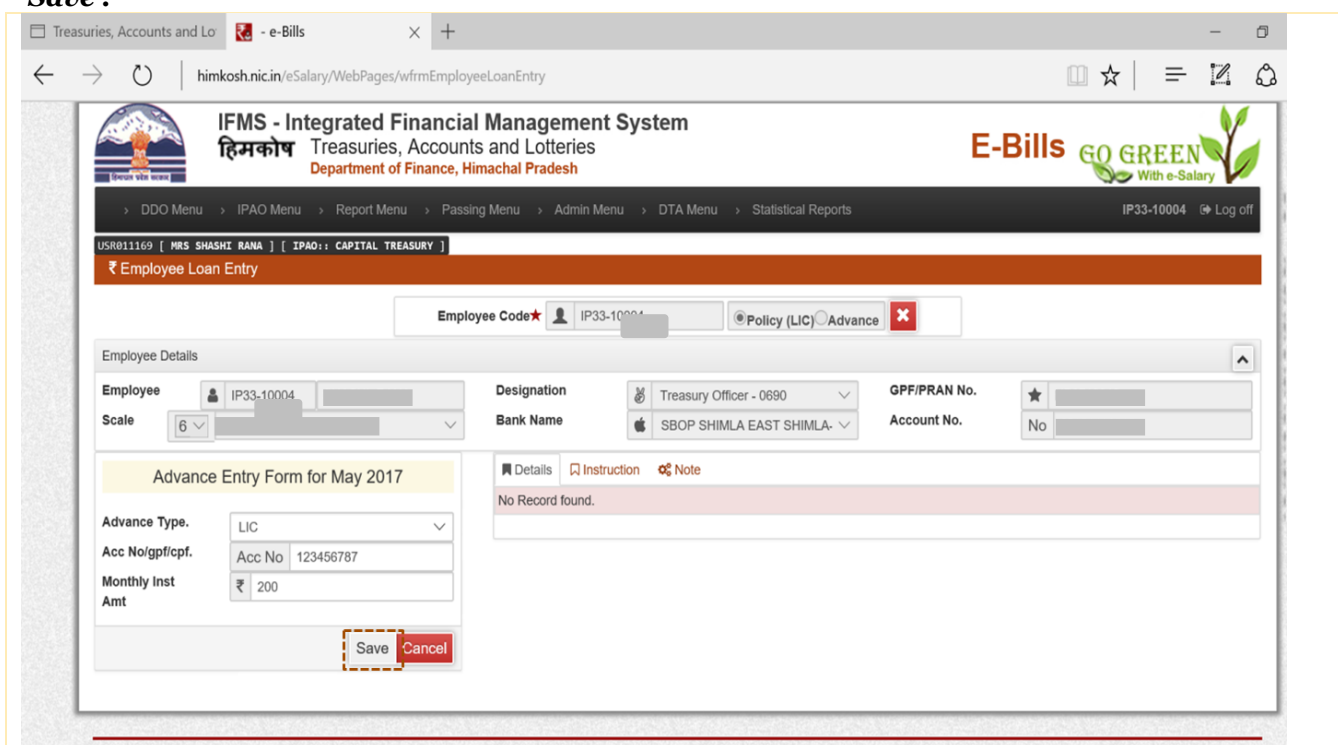 Save .
Treasuries, Accounts and Lo
- e-Bills
himkosh.nic.in/eSalary/WebPages/wfrmEmployeeLoanEntry
IFMS - Integrated Financial Management System
हिमकोष Treasuries, Accounts and Lotteries
Department of Finance, Himachal Pradesh
E-Bills
GO GREEN
With e-Salary
DDO Menu IPAO Menu Report Menu Passing Menu Admin Menu DTA Menu Statistical Reports IP33-10004 Log off
USR011169 [ MRS SHASHI RANA ] [ IPAO:: CAPITAL TREASURY ]
₹ Employee Loan Entry
Employee Code★ Policy (LIC) Advance
Employee Details
Employee IP33-10004 Designation Treasury Officer - 0690 GPF/PRAN No.
Scale 6 Bank Name SBOP SHIMLA EAST SHIMLA- Account No. No
Advance Entry Form for May 2017
Details Instruction Note
No Record found.
Advance Type. LIC
Acc No/gpf/cpf. Acc No 123456787
Monthly Inst Amt ₹ 200
Save Cancel